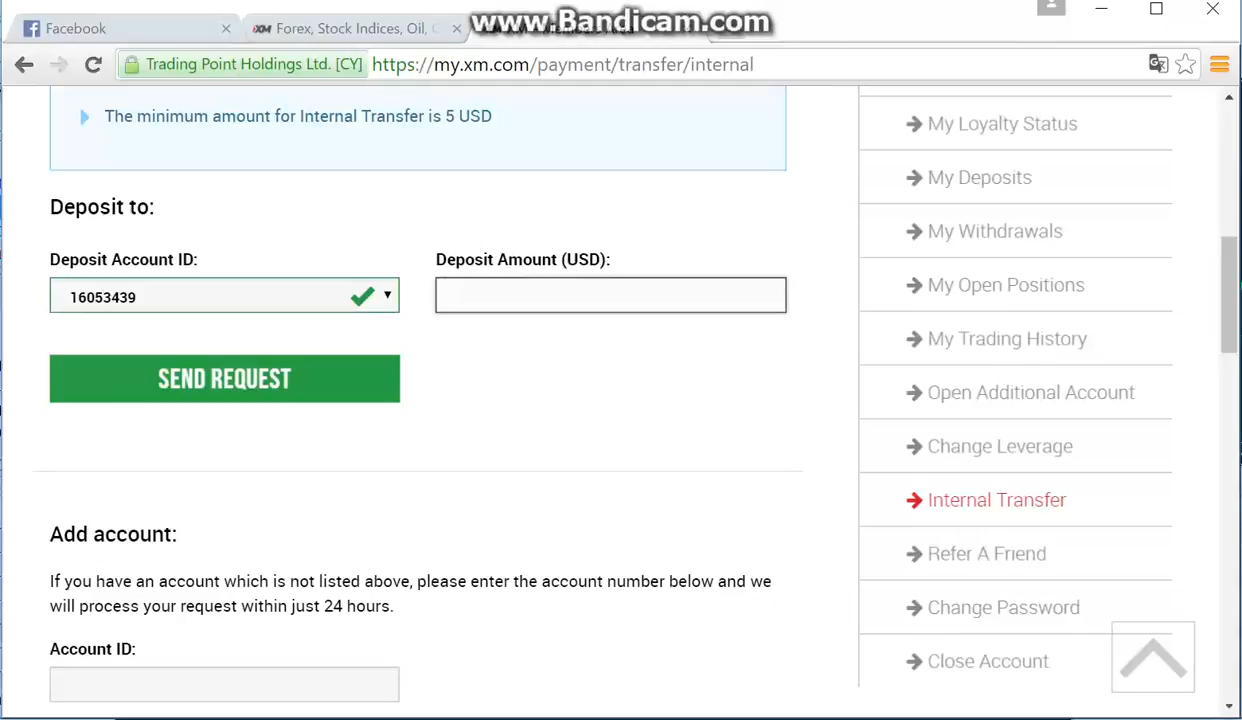 www.Bandicam.com
Facebook
XM Forex, Stock Indices, Oil,
Trading Point Holdings Ltd. [CY] https://my.xm.com/payment/transfer/internal
The minimum amount for Internal Transfer is 5 USD
Deposit to:
Deposit Account ID:
Deposit Amount (USD):
16053439
SEND REQUEST
Add account:
If you have an account which is not listed above, please enter the account number below and we
will process your request within just 24 hours.
Account ID:
My Loyalty Status
My Deposits
My Withdrawals
My Open Positions
My Trading History
Open Additional Account
Change Leverage
Internal Transfer
Refer A Friend
Change Password
Close Account